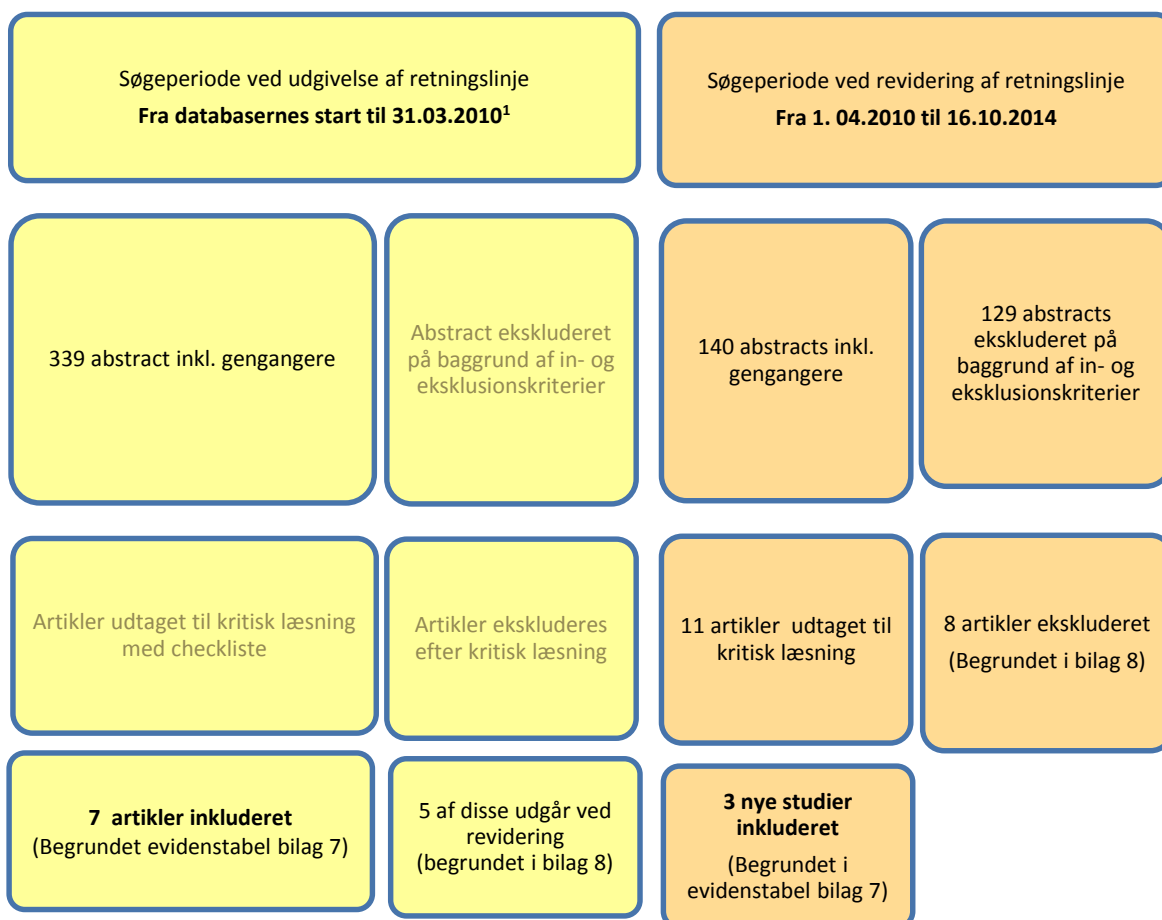 Søgeperiode ved udgivelse af retningslinje
Fra databasernes start til 31.03.2010¹
Søgeperiode ved revidering af retningslinje
Fra 1. 04.2010 til 16.10.2014
339 abstract inkl. gengangere
Abstract ekskluderet
på baggrund af in- og
eksklusionskriterier
140 abstracts inkl.
gengangere
129 abstracts
ekskluderet på
baggrund af in- og
eksklusionskriterier
Artikler udtaget til kritisk læsning
med checkliste
Artikler ekskluderes
efter kritisk læsning
11 artikler udtaget til
kritisk læsning
8 artikler ekskluderet
(Begrundet i bilag 8)
7 artikler inkluderet
(Begrundet evidenstabel bilag 7)
5 af disse udgår ved
revidering
(begrundet i bilag 8)
3 nye studier
inkluderet
(Begrundet i
evidenstabel bilag 7)